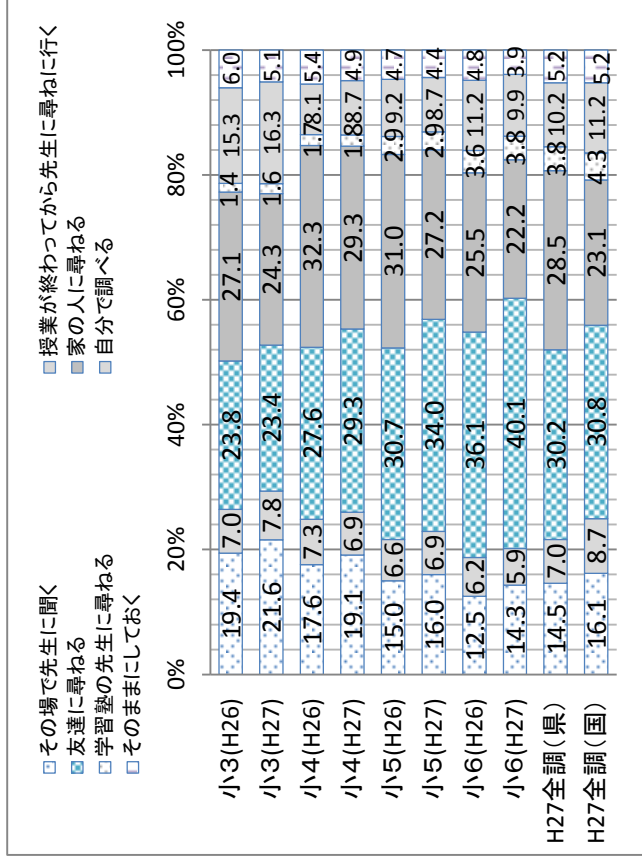 その場で先生に聞く
授業が終わってから先生に尋ねに行く
友達に尋ねる
家の人に尋ねる
学習塾の先生に尋ねる
自分で調べる
そのままにしておく
0% 20% 40% 60% 80% 100%
小3(H26) 19.4 7.0 23.8 27.1 1.4 15.3 6.0
小3(H27) 21.6 7.8 23.4 24.3 1.6 16.3 5.1
小4(H26) 17.6 7.3 27.6 32.3 1.7 8.1 5.4
小4(H27) 19.1 6.9 29.3 29.3 1.8 8.7 4.9
小5(H26) 15.0 6.6 30.7 31.0 2.9 9.2 4.7
小5(H27) 16.0 6.9 34.0 27.2 2.9 8.7 4.4
小6(H26) 12.5 6.2 36.1 25.5 3.6 11.2 4.8
小6(H27) 14.3 5.9 40.1 22.2 3.8 9.9 3.9
H27全調(県) 14.5 7.0 30.2 28.5 3.8 10.2 5.2
H27全調(国) 16.1 8.7 30.8 23.1 4.3 11.2 5.2